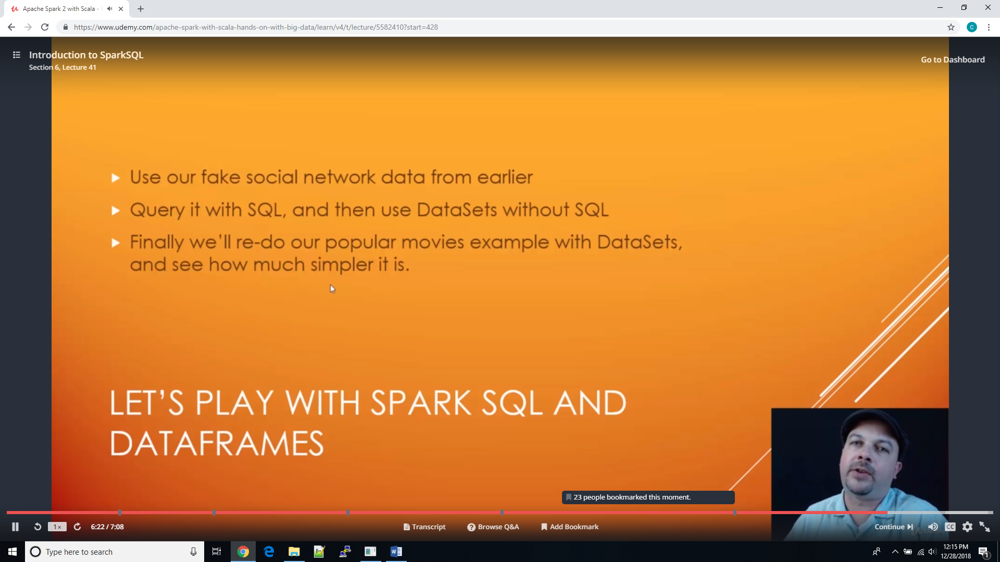 Apache Spark 2 with Scala -
https://www.udemy.com/apache-spark-with-scala-hands-on-with-big-data/learn/v4/t/lecture/5582410?start=428
C
Introduction to SparkSQL
Section 6, Lecture 41
Go to Dashboard
Use our fake social network data from earlier
Query it with SQL, and then use DataSets without SQL
Finally we'll re-do our popular movies example with DataSets,
and see how much simpler it is.
LET'S PLAY WITH SPARK SQL AND
DATAFRAMES
23 people bookmarked this moment.
1×
6:22 / 7:08
Transcript
Browse Q&A
Add Bookmark
Continue
CC
Type here to search
12:15 PM
12/28/2018
1